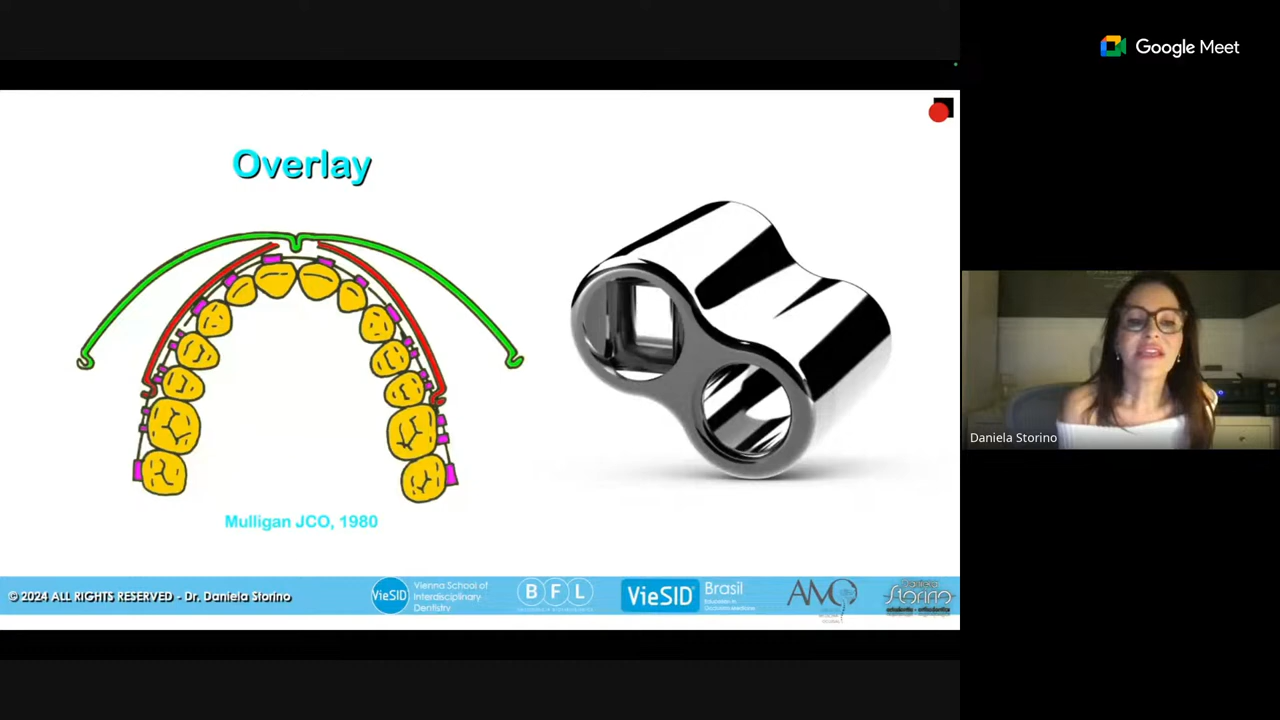 Google Meet
Overlay
Mulligan JCO, 1980
Daniela Storino
© 2024 ALL RIGHTS RESERVED - Dr. Daniela Storino
VieSID
Vienna School of
Interdisciplinary
Dentistry
B F L
VieSID
Brasil
AMO
Daniela
Storino